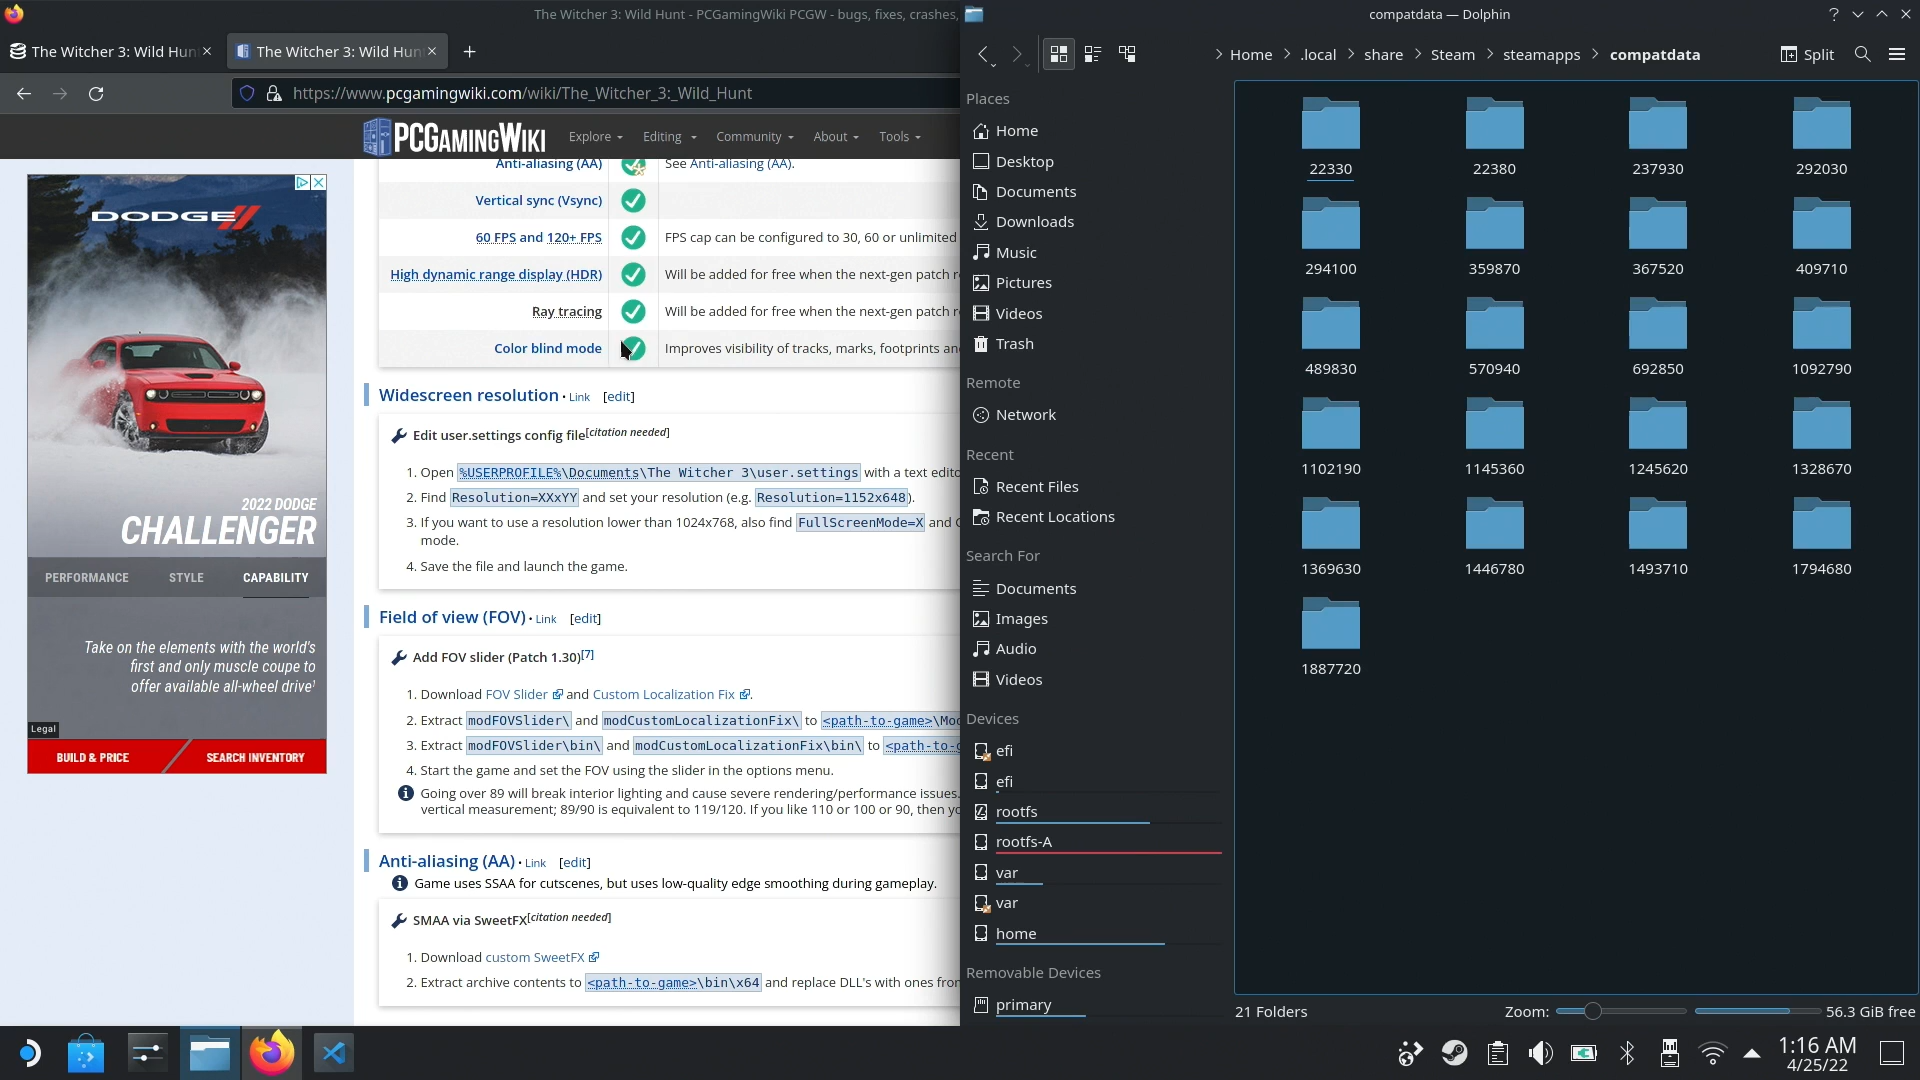 The Witcher 3: Wild Hunt - PCGamingWiki PCGW - bugs, fixes, crashes,
The Witcher 3: Wild Hun
The Witcher 3: Wild Hun
https://www.pcgamingwiki.com/wiki/The_Witcher_3:_Wild_Hunt
PCGAMINGWIKI
Explore
Editing
Community
About
Tools
DODGE
2022 DODGE
CHALLENGER
PERFORMANCE
STYLE
CAPABILITY
Take on the elements with the world's
first and only muscle coupe to
offer available all-wheel drive¹
Legal
BUILD & PRICE
SEARCH INVENTORY
Anti-aliasing (AA)
See Anti-aliasing (AA).
Vertical sync (Vsync)
60 FPS and 120+ FPS
FPS cap can be configured to 30, 60 or unlimited
High dynamic range display (HDR)
Will be added for free when the next-gen patch r
Ray tracing
Will be added for free when the next-gen patch r
Color blind mode
Improves visibility of tracks, marks, footprints an
Widescreen resolution · Link [edit]
Edit user.settings config file[citation needed]
1. Open %USERPROFILE%\Documents\The Witcher 3\user.settings with a text edito
2. Find Resolution=XXxYY and set your resolution (e.g. Resolution=1152x648).
3. If you want to use a resolution lower than 1024x768, also find FullScreenMode=X and
mode.
4. Save the file and launch the game.
Field of view (FOV) · Link [edit]
Add FOV slider (Patch 1.30)[7]
1. Download FOV Slider and Custom Localization Fix.
2. Extract modFOVSlider\ and modCustomLocalizationFix\ to <path-to-game>\Mod
3. Extract modFOVSlider\bin\ and modCustomLocalizationFix\bin\ to <path-to-g
4. Start the game and set the FOV using the slider in the options menu.
Going over 89 will break interior lighting and cause severe rendering/performance issues.
vertical measurement; 89/90 is equivalent to 119/120. If you like 110 or 100 or 90, then yo
Anti-aliasing (AA) · Link [edit]
Game uses SSAA for cutscenes, but uses low-quality edge smoothing during gameplay.
SMAA via SweetFX[citation needed]
1. Download custom SweetFX
2. Extract archive contents to <path-to-game>\bin\x64 and replace DLL's with ones fron
compatdata — Dolphin
Home
.local
share
Steam
steamapps
compatdata
Split
Places
Home
Desktop
Documents
Downloads
Music
Pictures
Videos
Trash
Remote
Network
Recent
Recent Files
Recent Locations
Search For
Documents
Images
Audio
Videos
Devices
efi
efi
rootfs
rootfs-A
var
var
home
Removable Devices
primary
22330
22380
237930
292030
294100
359870
367520
409710
489830
570940
692850
1092790
1102190
1145360
1245620
1328670
1369630
1446780
1493710
1794680
1887720
21 Folders
Zoom:
56.3 GiB free
1:16 AM
4/25/22